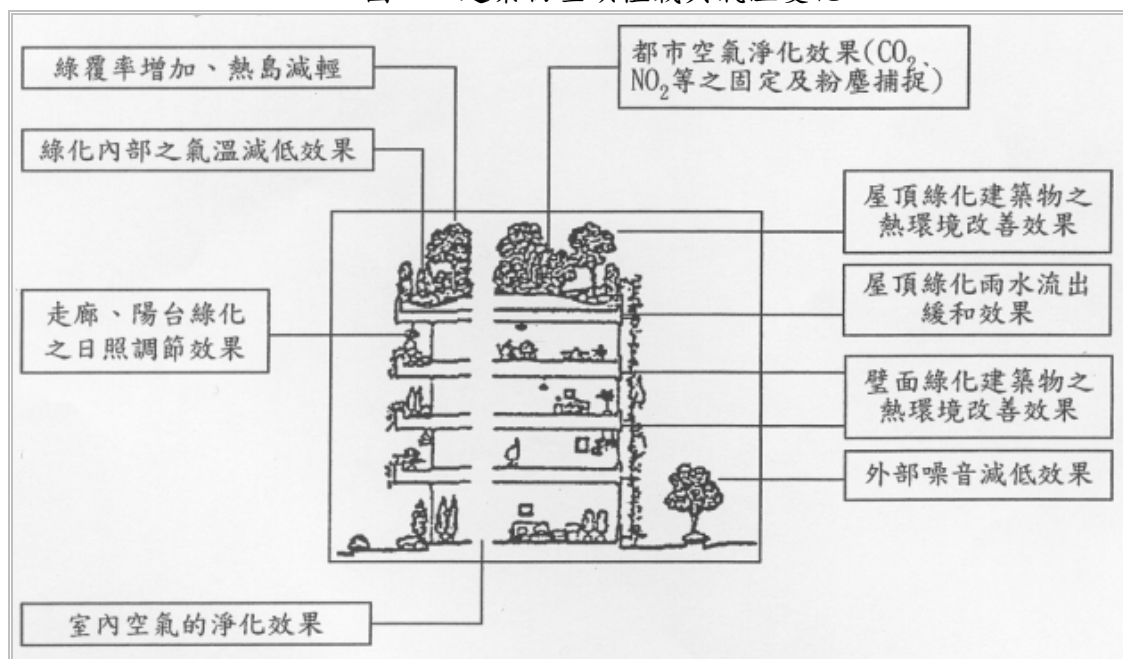 綠覆率增加、熱島減輕
都市空氣淨化效果(CO₂、
NO₂等之固定及粉塵捕捉)
綠化內部之氣溫減低效果
屋頂綠化建築物之
熱環境改善效果
走廊、陽台綠化
之日照調節效果
屋頂綠化雨水流出
緩和效果
壁面綠化建築物之
熱環境改善效果
外部噪音減低效果
室內空氣的淨化效果